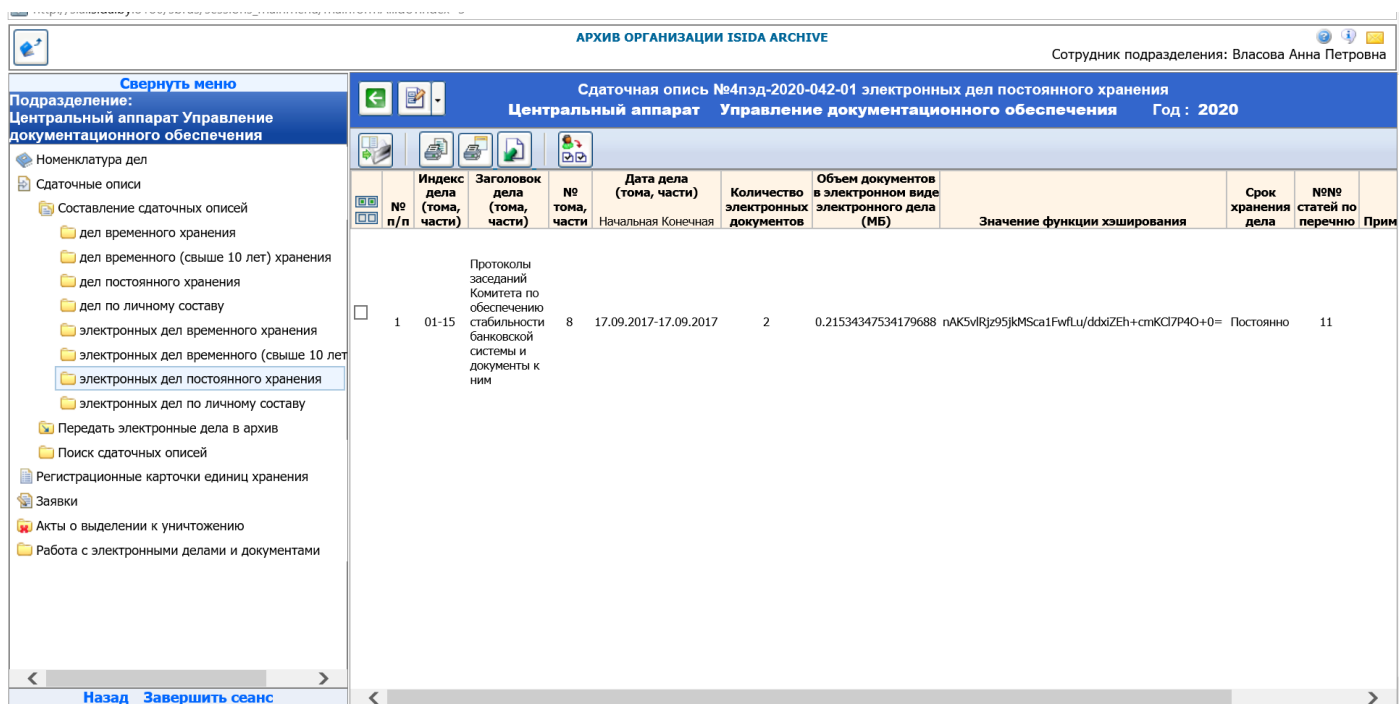 АРХИВ ОРГАНИЗАЦИИ ISIDA ARCHIVE
Сотрудник подразделения: Власова Анна Петровна
Свернуть меню
Подразделение:
Центральный аппарат Управление
документационного обеспечения
Номенклатура дел
Сдаточные описи
Составление сдаточных описей
дел временного хранения
дел временного (свыше 10 лет) хранения
дел постоянного хранения
дел по личному составу
электронных дел временного хранения
электронных дел временного (свыше 10 лет
электронных дел постоянного хранения
электронных дел по личному составу
Передать электронные дела в архив
Поиск сдаточных описей
Регистрационные карточки единиц хранения
Заявки
Акты о выделении к уничтожению
Работа с электронными делами и документами
Назад Завершить сеанс
Сдаточная опись №4пэд-2020-042-01 электронных дел постоянного хранения
Центральный аппарат Управление документационного обеспечения Год : 2020
№ п/п
Индекс дела (тома, части)
Заголовок дела (тома, части)
№ тома, части
Дата дела (тома, части)
Начальная Конечная
Количество электронных документов
Объем документов в электронном виде электронного дела (МБ)
Значение функции хэширования
Срок хранения дела
№№ статей по перечню
Прим
1
01-15
Протоколы
заседаний
Комитета по
обеспечению
стабильности
банковской
системы и
документы к
ним
8
17.09.2017-17.09.2017
2
0.21534347534179688
nAK5vlRjz95jkMSca1FwfLu/ddxiZEh+cmKCl7P4O+0=
Постоянно
11